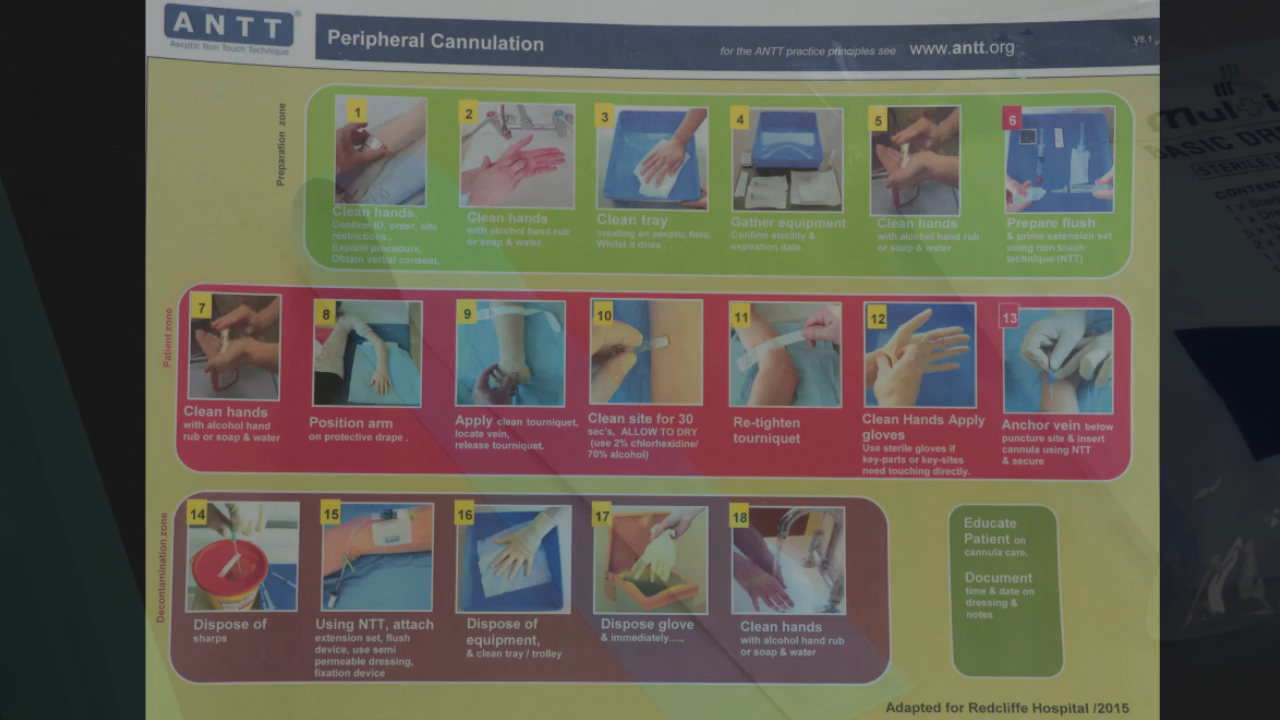 ANTT®
Aseptic Non Touch Technique
Peripheral Cannulation
for the ANTT practice principles see www.antt.org
v8.1
Preparation zone
1
Clean hands.
Confirm ID, order, site
restrictions..
Explain procedure,
Obtain verbal consent,
2
Clean hands
with alcohol hand rub
or soap & water
3
Clean tray
creating an aseptic field.
Whilst it dries . . . .
4
Gather equipment
Confirm sterility &
expiration date.
5
Clean hands
with alcohol hand rub
or soap & water
6
Prepare flush
& prime extension set
using non touch
technique (NTT)
Patient zone
7
Clean hands
with alcohol hand
rub or soap & water
8
Position arm
on protective drape .
9
Apply clean tourniquet,
locate vein,
release tourniquet.
10
Clean site for 30
sec's, ALLOW TO DRY
(use 2% chlorhexidine/
70% alcohol)
11
Re-tighten
tourniquet
12
Clean Hands Apply
gloves
Use sterile gloves if
key-parts or key-sites
need touching directly.
13
Anchor vein below
puncture site & insert
cannula using NTT
& secure
Decontamination zone
14
Dispose of
sharps
15
Using NTT, attach
extension set, flush
device, use semi
permeable dressing,
fixation device
16
Dispose of
equipment,
& clean tray / trolley
17
Dispose glove
& immediately…..
18
Clean hands
with alcohol hand rub
or soap & water
Educate
Patient on
cannula care.
Document
time & date on
dressing &
notes
Adapted for Redcliffe Hospital /2015
BASIC DR
STERILE
CONTEN